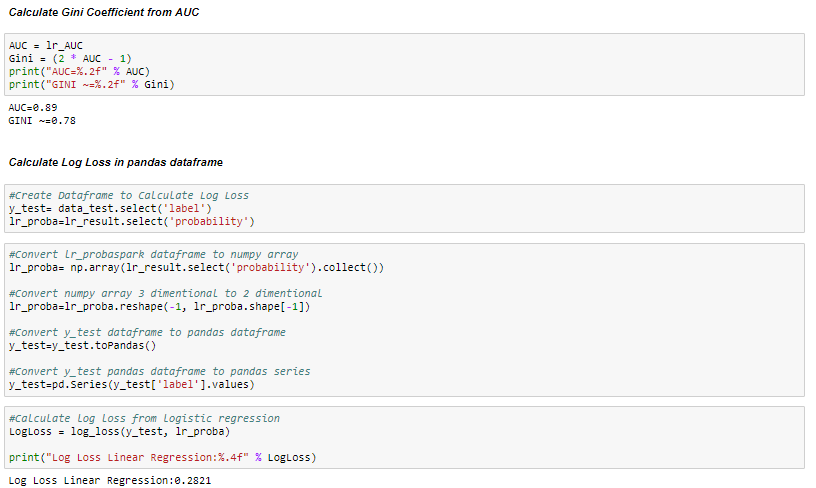 Calculate Gini Coefficient from AUC
AUC = lr_AUC
Gini = (2 * AUC - 1)
print("AUC=%.2f" % AUC)
print("GINI ~=%.2f" % Gini)
AUC=0.89
GINI ~=0.78
Calculate Log Loss in pandas dataframe
#Create Dataframe to Calculate Log Loss
y_test= data_test.select('label')
lr_proba=lr_result.select('probability')
#Convert lr_probaspark dataframe to numpy array
lr_proba= np.array(lr_result.select('probability').collect())
#Convert numpy array 3 dimentional to 2 dimentional
lr_proba=lr_proba.reshape(-1, lr_proba.shape[-1])
#Convert y_test dataframe to pandas dataframe
y_test=y_test.toPandas()
#Convert y_test pandas dataframe to pandas series
y_test=pd.Series(y_test['label'].values)
#Calculate log loss from logistic regression
LogLoss = log_loss(y_test, lr_proba)
print("Log Loss Linear Regression:%.4f" % LogLoss)
Log Loss Linear Regression:0.2821